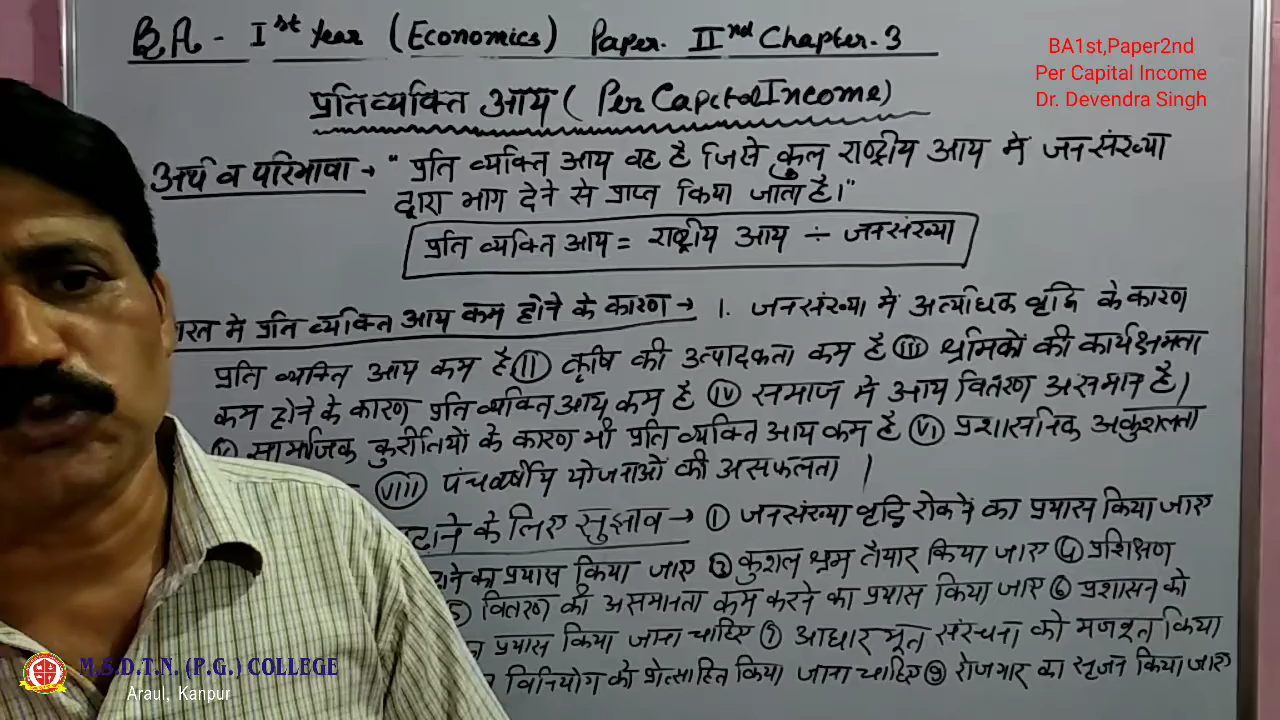 BA - Ist Year (Economics) Paper. IInd Chapter.3
BA1st,Paper2nd
Per Capital Income
Dr. Devendra Singh
प्रतिव्यक्ति आय (Per Capital Income)
अर्थ व परिभाषा → " प्रति व्यक्ति आय वह है जिसे कुल राष्ट्रीय आय में जनसंख्या
द्वारा भाग देने से प्राप्त किया जाता है।"
प्रति व्यक्ति आय = राष्ट्रीय आय ÷ जनसंख्या
में प्रति व्यक्ति आय कम होने के कारण → 1. जनसंख्या में अत्यधिक वृद्धि के कारण
प्रति व्यक्ति आय कम है (II) कृषि की उत्पादकता कम है (III) श्रमिकों की कार्यक्षमता
कम होने के कारण प्रति व्यक्ति आय कम है (IV) समाज में आय वितरण असमान है।
(V) सामाजिक कुरीतियों के कारण भी प्रति व्यक्ति आय कम है (VI) प्रशासनिक अकुशलता
(VIII) पंचवर्षीय योजनाओं की असफलता ।
के लिए सुझाव → (1) जनसंख्या वृद्धि रोकने का प्रयास किया जाए
का प्रयास किया जाए (3) कुशल श्रम तैयार किया जाए (4) प्रशिक्षण
5) वितरण की असमानता कम करने का प्रयास किया जाए (6) प्रशासन को
प्रयास किया जाना चाहिए (7) आधारभूत संरचना को मजबूत किया
विनियोग को प्रोत्साहित किया जाना चाहिए (9) रोजगार का सृजन किया जाए
M.S.D.T.N. (P.G.) COLLEGE
Araul, Kanpur